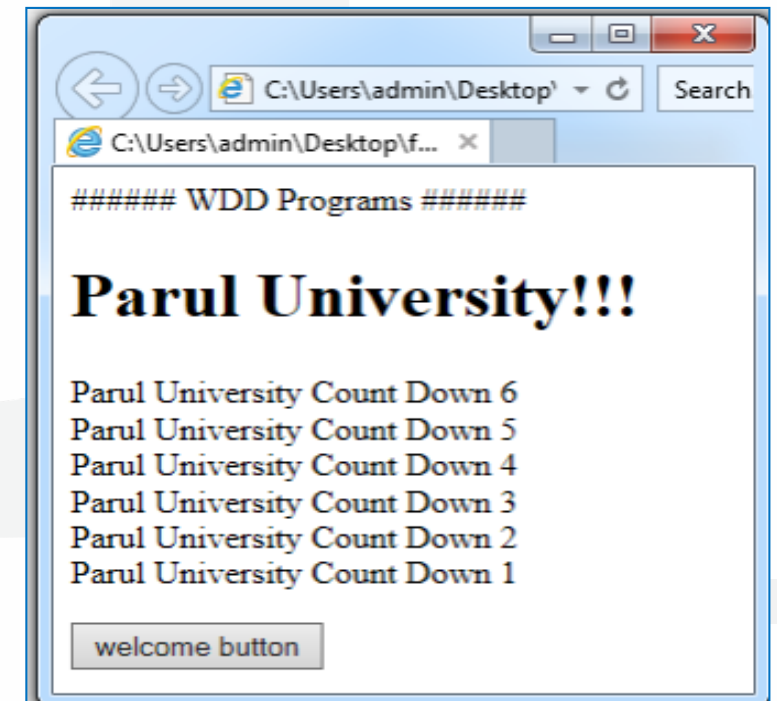 C:\Users\admin\Desktop\
Search
C:\Users\admin\Desktop\f...
###### WDD Programs ######
Parul University!!!
Parul University Count Down 6
Parul University Count Down 5
Parul University Count Down 4
Parul University Count Down 3
Parul University Count Down 2
Parul University Count Down 1
welcome button